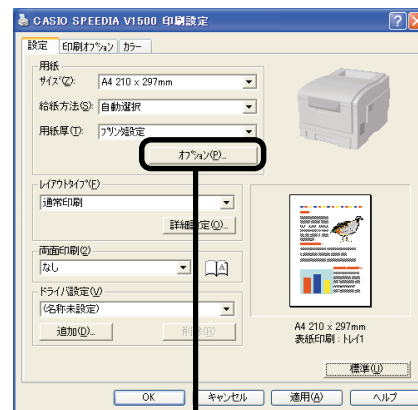 CASIO SPEEDIA V1500 印刷設定
設定 印刷ｵﾌﾟｼｮﾝ ｶﾗｰ
用紙
ｻｲｽﾞ(Z): A4 210 x 297mm
給紙方法(S): 自動選択
用紙厚(T): ﾌﾟﾘﾝﾀ設定
ｵﾌﾟｼｮﾝ(P)...
ﾚｲｱｳﾄﾀｲﾌﾟ(F)
通常印刷
詳細設定(O)...
両面印刷(2)
なし
ﾄﾞﾗｲﾊﾞ設定(V)
(名称未設定)
追加(D)... 削除(R)
A4 210 x 297mm
表紙印刷 : ﾄﾚｲ1
標準(U)
OK キャンセル 適用(A) ヘルプ